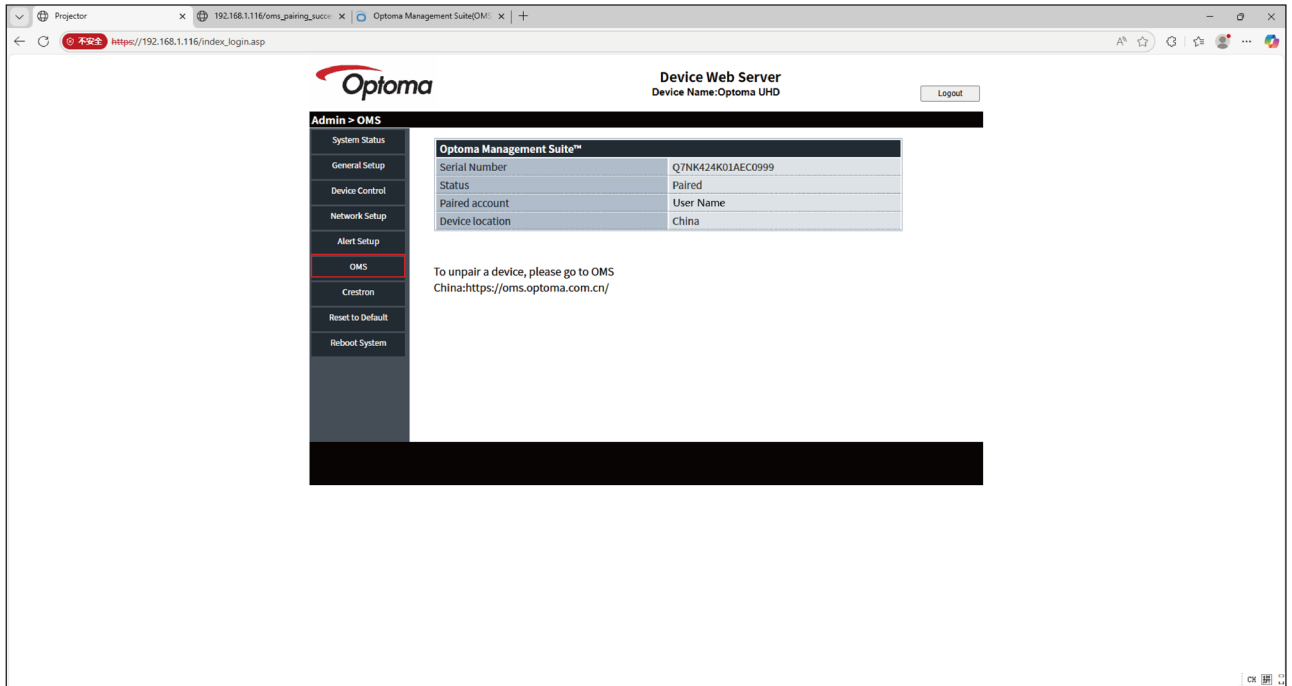 Projector
192.168.1.116/oms_pairing_succe
Optoma Management Suite(OMS
不安全 https://192.168.1.116/index_login.asp
Optoma
Device Web Server
Device Name:Optoma UHD
Logout
Admin > OMS
System Status
General Setup
Device Control
Network Setup
Alert Setup
OMS
Crestron
Reset to Default
Reboot System
Optoma Management Suite™
Serial Number Q7NK424K01AEC0999
Status Paired
Paired account User Name
Device location China
To unpair a device, please go to OMS
China:https://oms.optoma.com.cn/
CH 拼